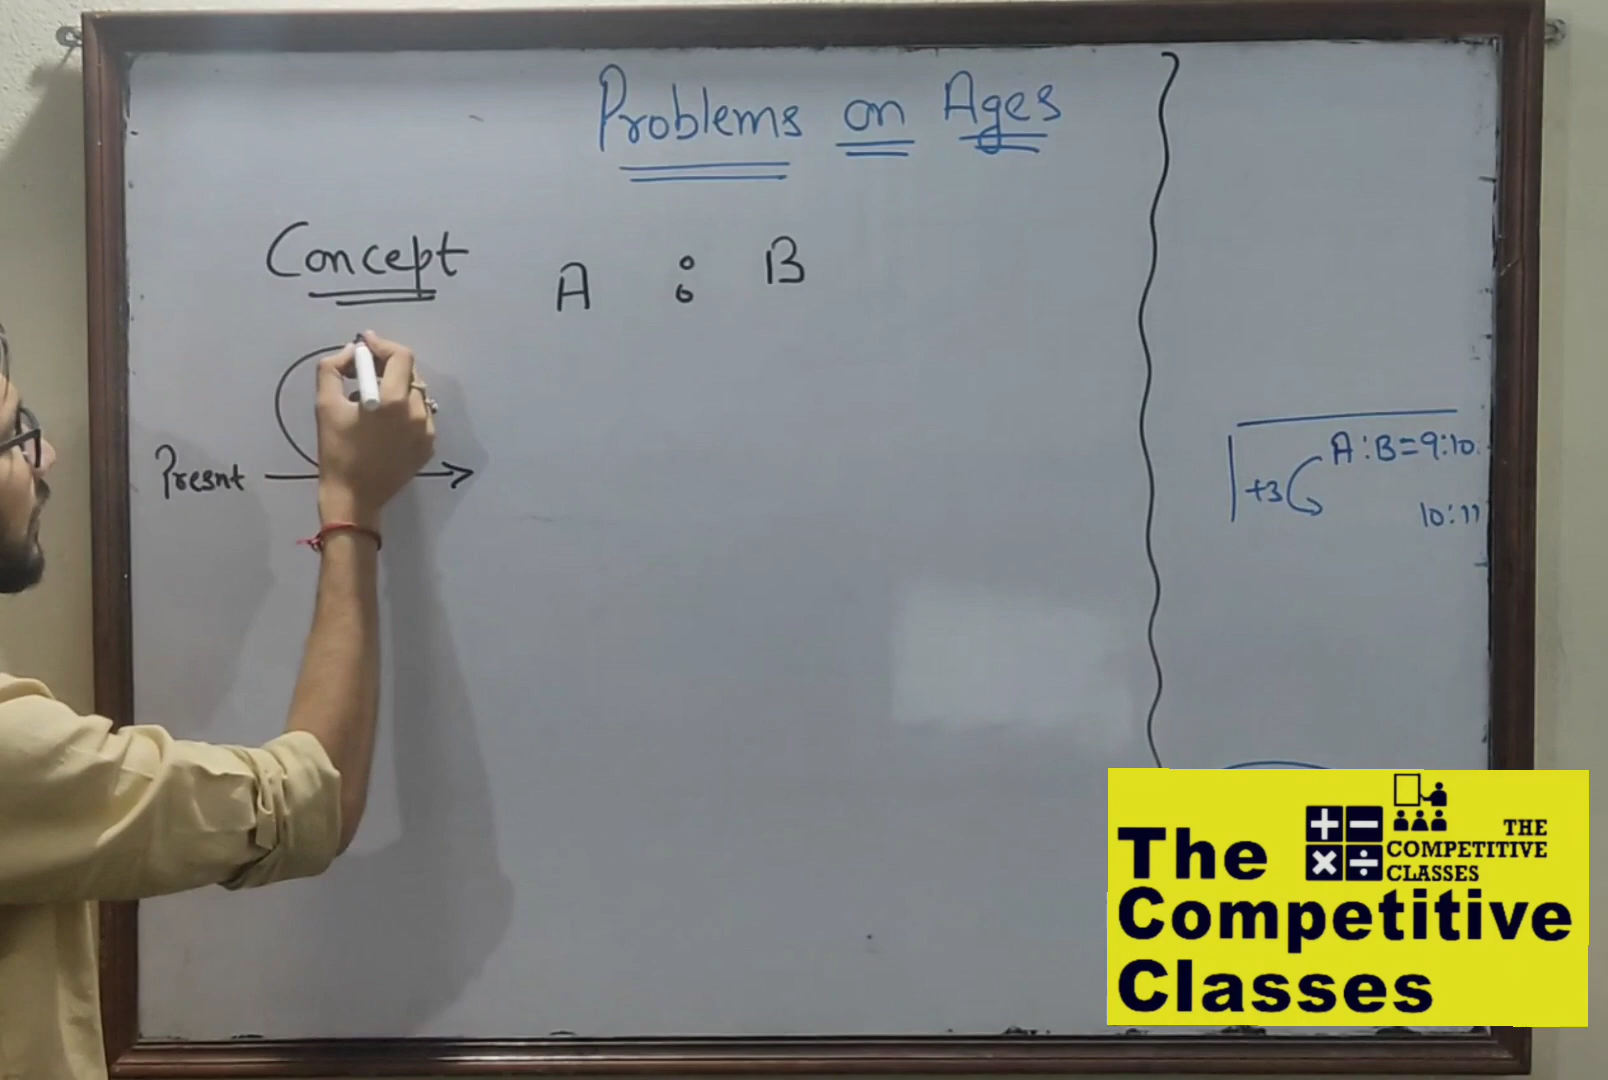 Problems on Ages
Concept A : B
Presnt
A:B=9:10
+3
10:11
The
Competitive
Classes
+ − × ÷
THE
COMPETITIVE
CLASSES